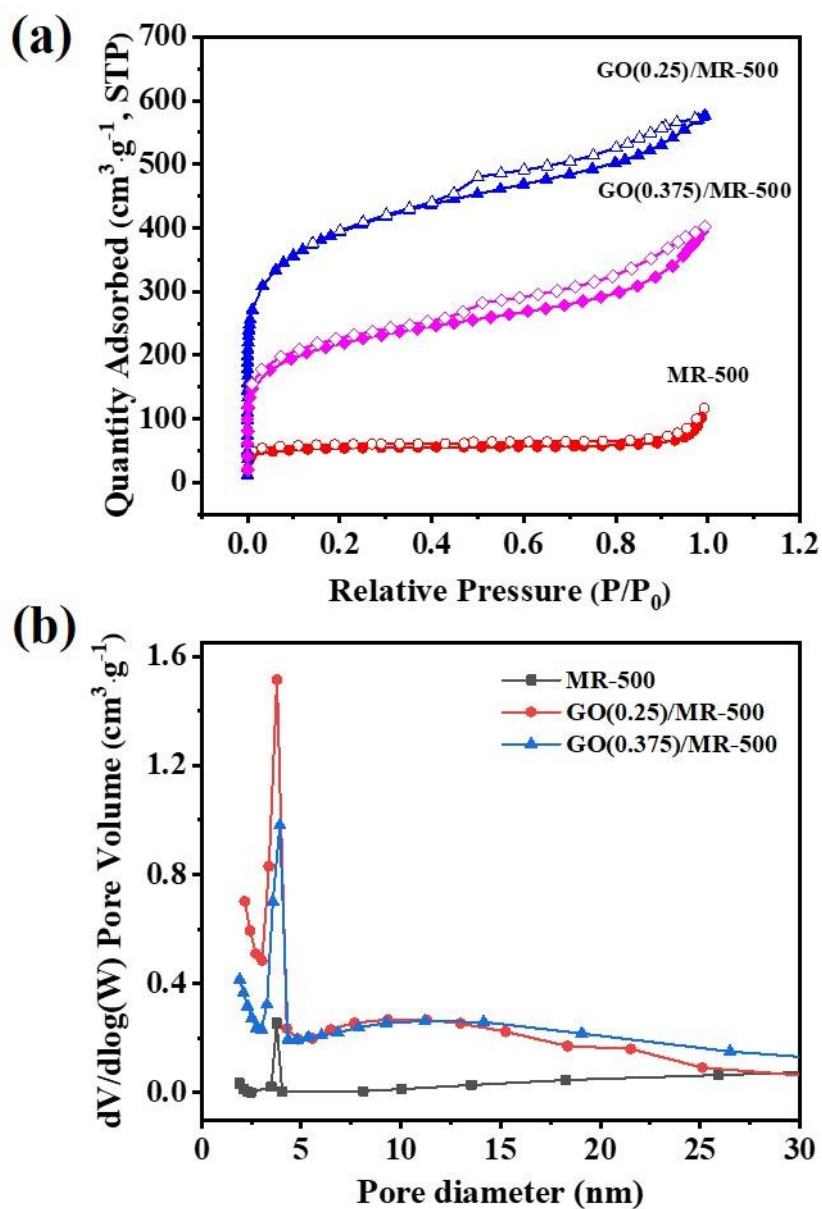 (a)
700
600
500
400
300
200
100
0
Quantity Adsorbed (cm³·g⁻¹, STP)
GO(0.25)/MR-500
GO(0.375)/MR-500
MR-500
0.0 0.2 0.4 0.6 0.8 1.0 1.2
Relative Pressure (P/P₀)
(b)
1.6
1.2
0.8
0.4
0.0
dV/dlog(W) Pore Volume (cm³·g⁻¹)
MR-500
GO(0.25)/MR-500
GO(0.375)/MR-500
0 5 10 15 20 25 30
Pore diameter (nm)